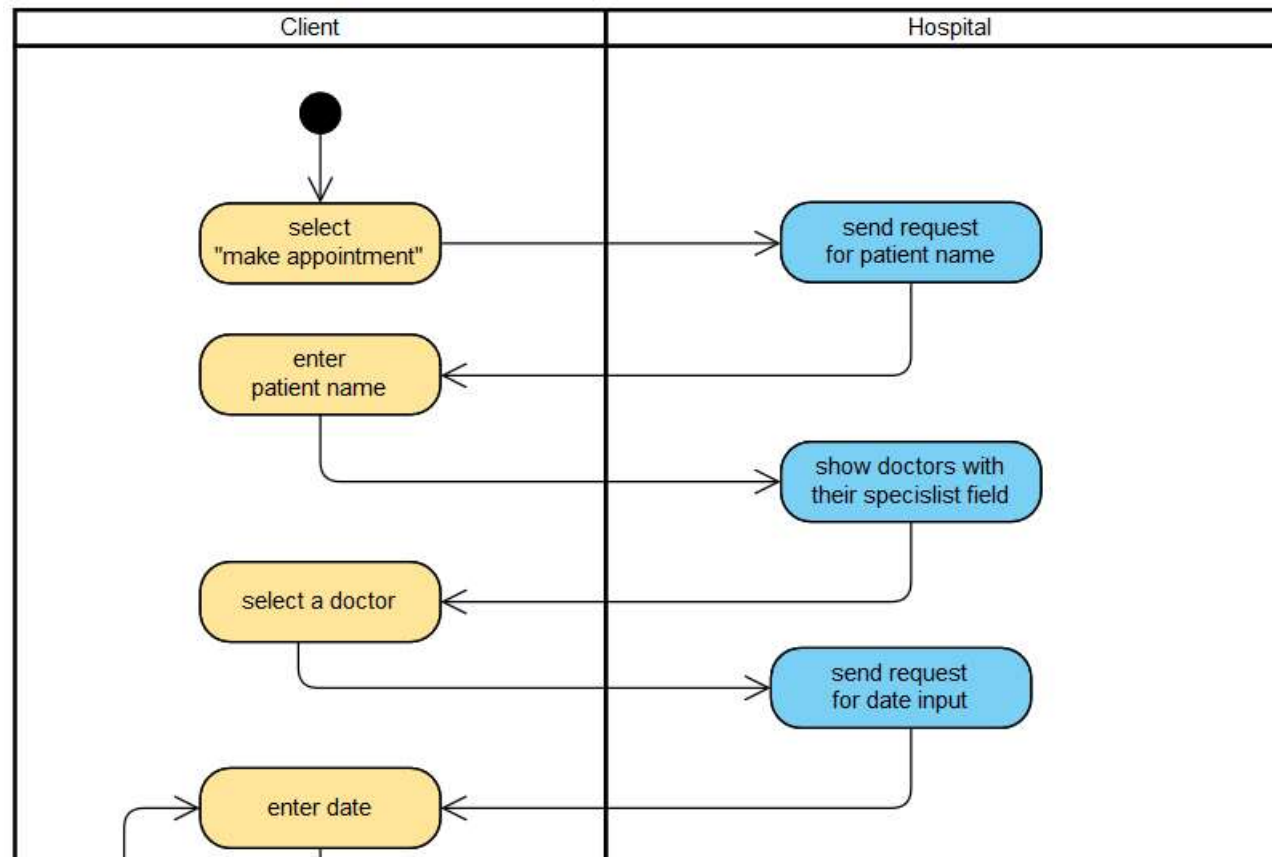 Client
Hospital
select
"make appointment"
send request
for patient name
enter
patient name
show doctors with
their specislist field
select a doctor
send request
for date input
enter date